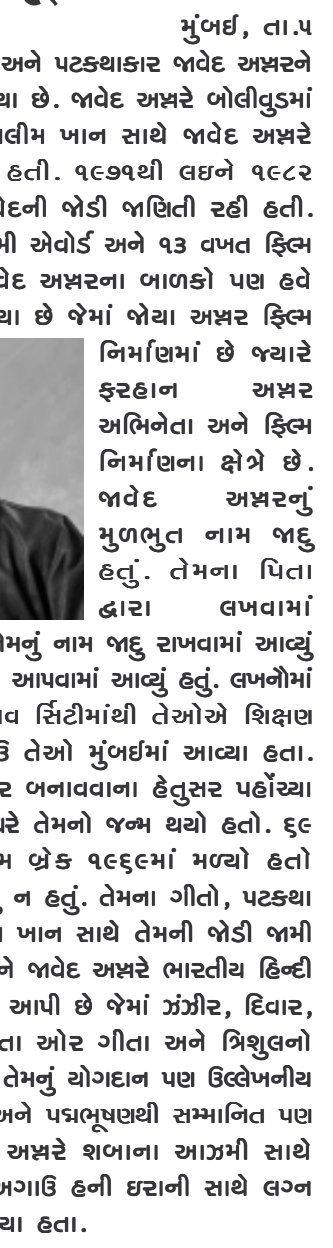 મુંબઈ, તા.૫
અને પટકથાકાર જાવેદ અખ્તરને
છે. જાવેદ અખ્તરે બોલીવુડમાં
ખાન સાથે જાવેદ અખ્તરે
હતી. ૧૯૭૧થી લઇને ૧૯૮૨
જોડી જાણિતી રહી હતી.
એવોર્ડ અને ૧૩ વખત ફિલ્મ
અખ્તરના બાળકો પણ હવે
છે જેમાં જોયા અખ્તર ફિલ્મ
નિર્માણમાં છે જ્યારે
ફરહાન અખ્તર
અભિનેતા અને ફિલ્મ
નિર્માણના ક્ષેત્રે છે.
જાવેદ અખ્તરનું
મુળભુત નામ જાદુ
હતું. તેમના પિતા
દ્વારા લખવામાં
નામ જાદુ રાખવામાં આવ્યું
આપવામાં આવ્યું હતું. લખનૌમાં
ર્સિટીમાંથી તેઓએ શિક્ષણ
તેઓ મુંબઈમાં આવ્યા હતા.
બનાવવાના હેતુસર પહોંચ્યા
તેમનો જન્મ થયો હતો. ૬૯
બ્રેક ૧૯૬૯માં મળ્યો હતો
ન હતું. તેમના ગીતો, પટકથા
ખાન સાથે તેમની જોડી જામી
જાવેદ અખ્તરે ભારતીય હિન્દી
આપી છે જેમાં ઝંઝીર, દિવાર,
ઓર ગીતા અને ત્રિશુલનો
તેમનું યોગદાન પણ ઉલ્લેખનીય
અને પદ્મભૂષણથી સમ્માનિત પણ
અખ્તરે શબાના આઝમી સાથે
અગાઉ હની ઇરાની સાથે લગ્ન
હતા.